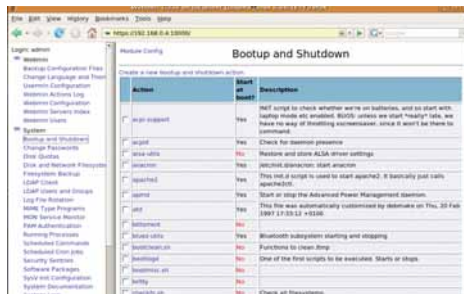 File Edit View History Bookmarks Tools Help
Login: admin
Webmin
Backup Configuration Files
Change Language and Theme
Usermin Configuration
Webmin Actions Log
Webmin Configuration
Webmin Servers Index
Webmin Users
System
Bootup and Shutdown
Change Passwords
Disk Quotas
Disk and Network Filesystems
Filesystem Backup
LDAP Client
LDAP Users and Groups
Log File Rotation
MIME Type Programs
MON Service Monitor
PAM Authentication
Running Processes
Scheduled Commands
Scheduled Cron Jobs
Security Sentries
Software Packages
SysV Init Configuration
System Documentation
Module Config
Bootup and Shutdown
Create a new bootup and shutdown action.
Action Start at boot? Description
acpi-support Yes INIT script to check whether we're on batteries, and so start with laptop mode etc enabled. BUGS: unless we start *really* late, we have no way of throttling xscreensaver, since it won't be there to command.
acpid Yes Check for daemon presence
alsa-utils No Restore and store ALSA driver settings
anacron Yes /etc/init.d/anacron: start anacron
apache2 Yes This init.d script is used to start apache2. It basically just calls apache2ctl.
apmd Yes Start or stop the Advanced Power Management daemon.
atd Yes This file was automatically customized by debmake on Thu, 20 Feb 1997
bittorrent No
bluez-utils Yes Bluetooth subsystem starting and stopping
bootclean.sh No Functions to clean /tmp
bootlogd No One of the first scripts to be executed. Starts or stops
bootmisc.sh No
brltty No
checkfs.sh No Check all filesystems.